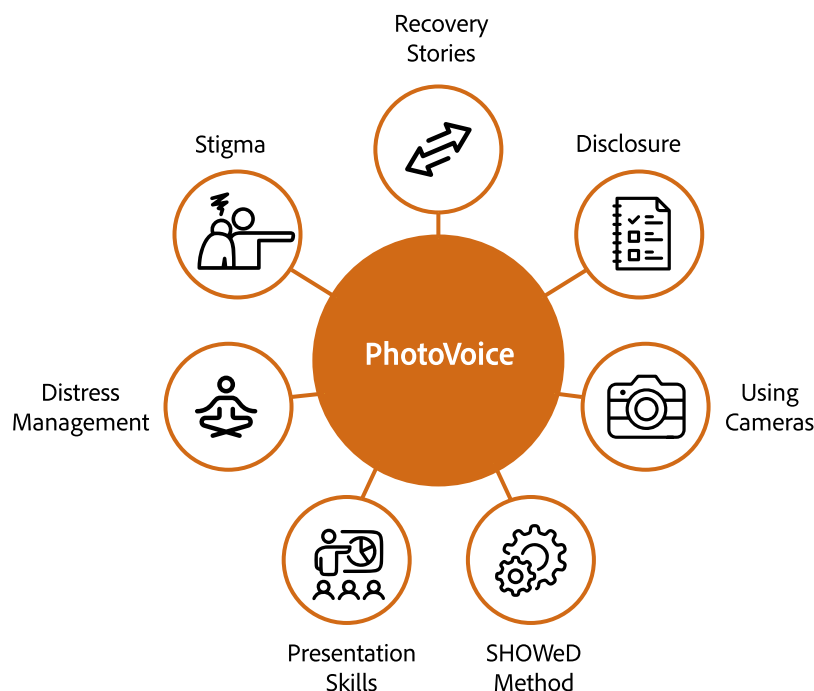 Recovery
Stories
Stigma
Disclosure
PhotoVoice
Distress
Management
Using
Cameras
Presentation
Skills
SHOWeD
Method